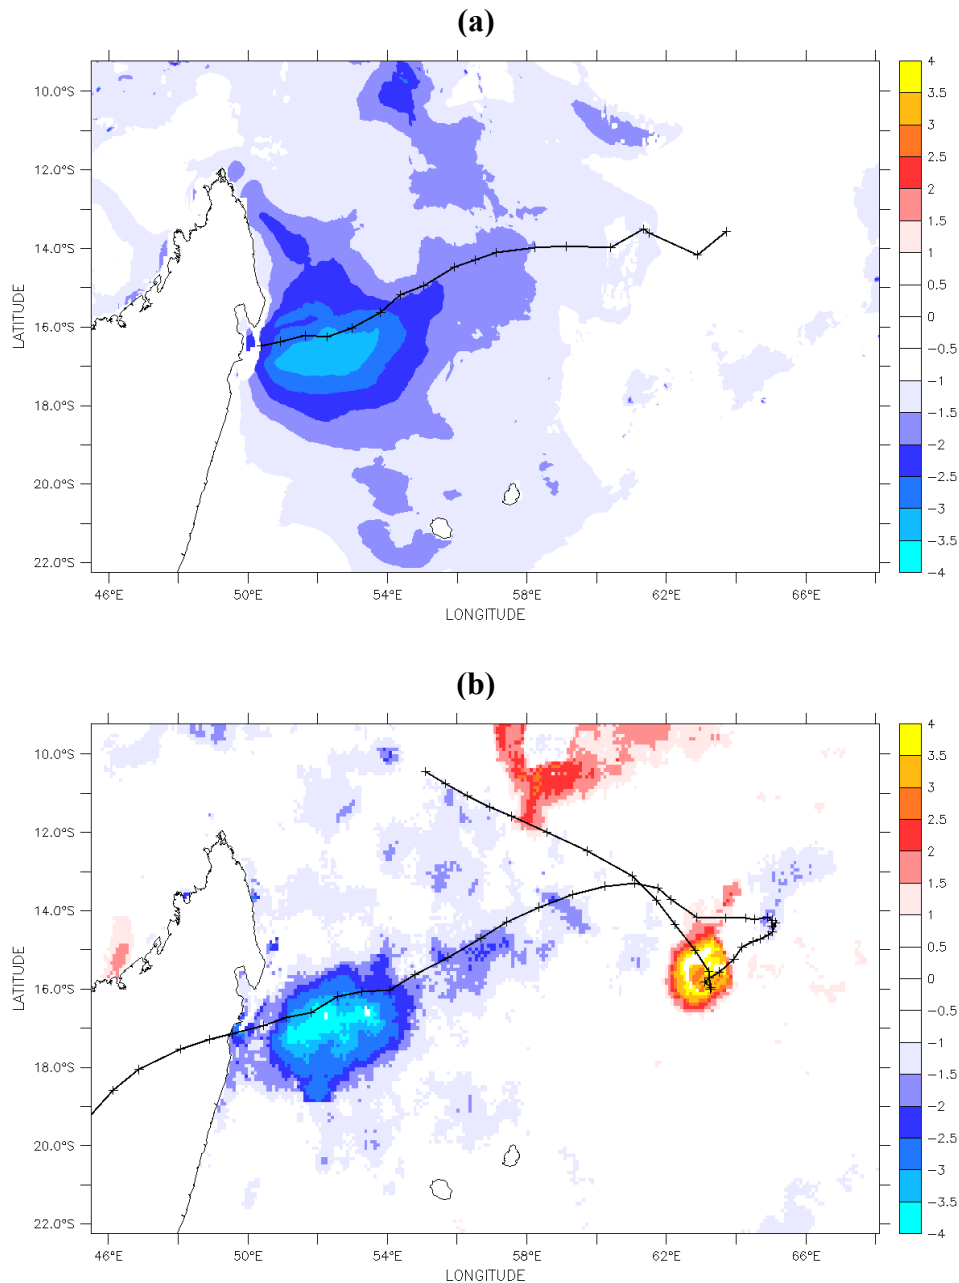 (a)
10.0°S
12.0°S
14.0°S
16.0°S
18.0°S
20.0°S
22.0°S
LATITUDE
46°E 50°E 54°E 58°E 62°E 66°E
LONGITUDE
4
3.5
3
2.5
2
1.5
1
0.5
0
−0.5
−1
−1.5
−2
−2.5
−3
−3.5
−4
(b)
10.0°S
12.0°S
14.0°S
16.0°S
18.0°S
20.0°S
22.0°S
LATITUDE
46°E 50°E 54°E 58°E 62°E 66°E
LONGITUDE
4
3.5
3
2.5
2
1.5
1
0.5
0
−0.5
−1
−1.5
−2
−2.5
−3
−3.5
−4